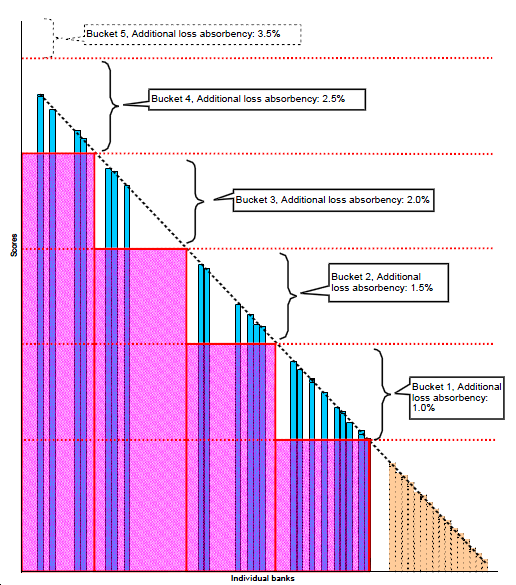 Bucket 5, Additional loss absorbency: 3.5%
Bucket 4, Additional loss absorbency: 2.5%
Bucket 3, Additional loss absorbency: 2.0%
Bucket 2, Additional
loss absorbency: 1.5%
Bucket 1, Additional
loss absorbency:
1.0%
Scores
Individual banks